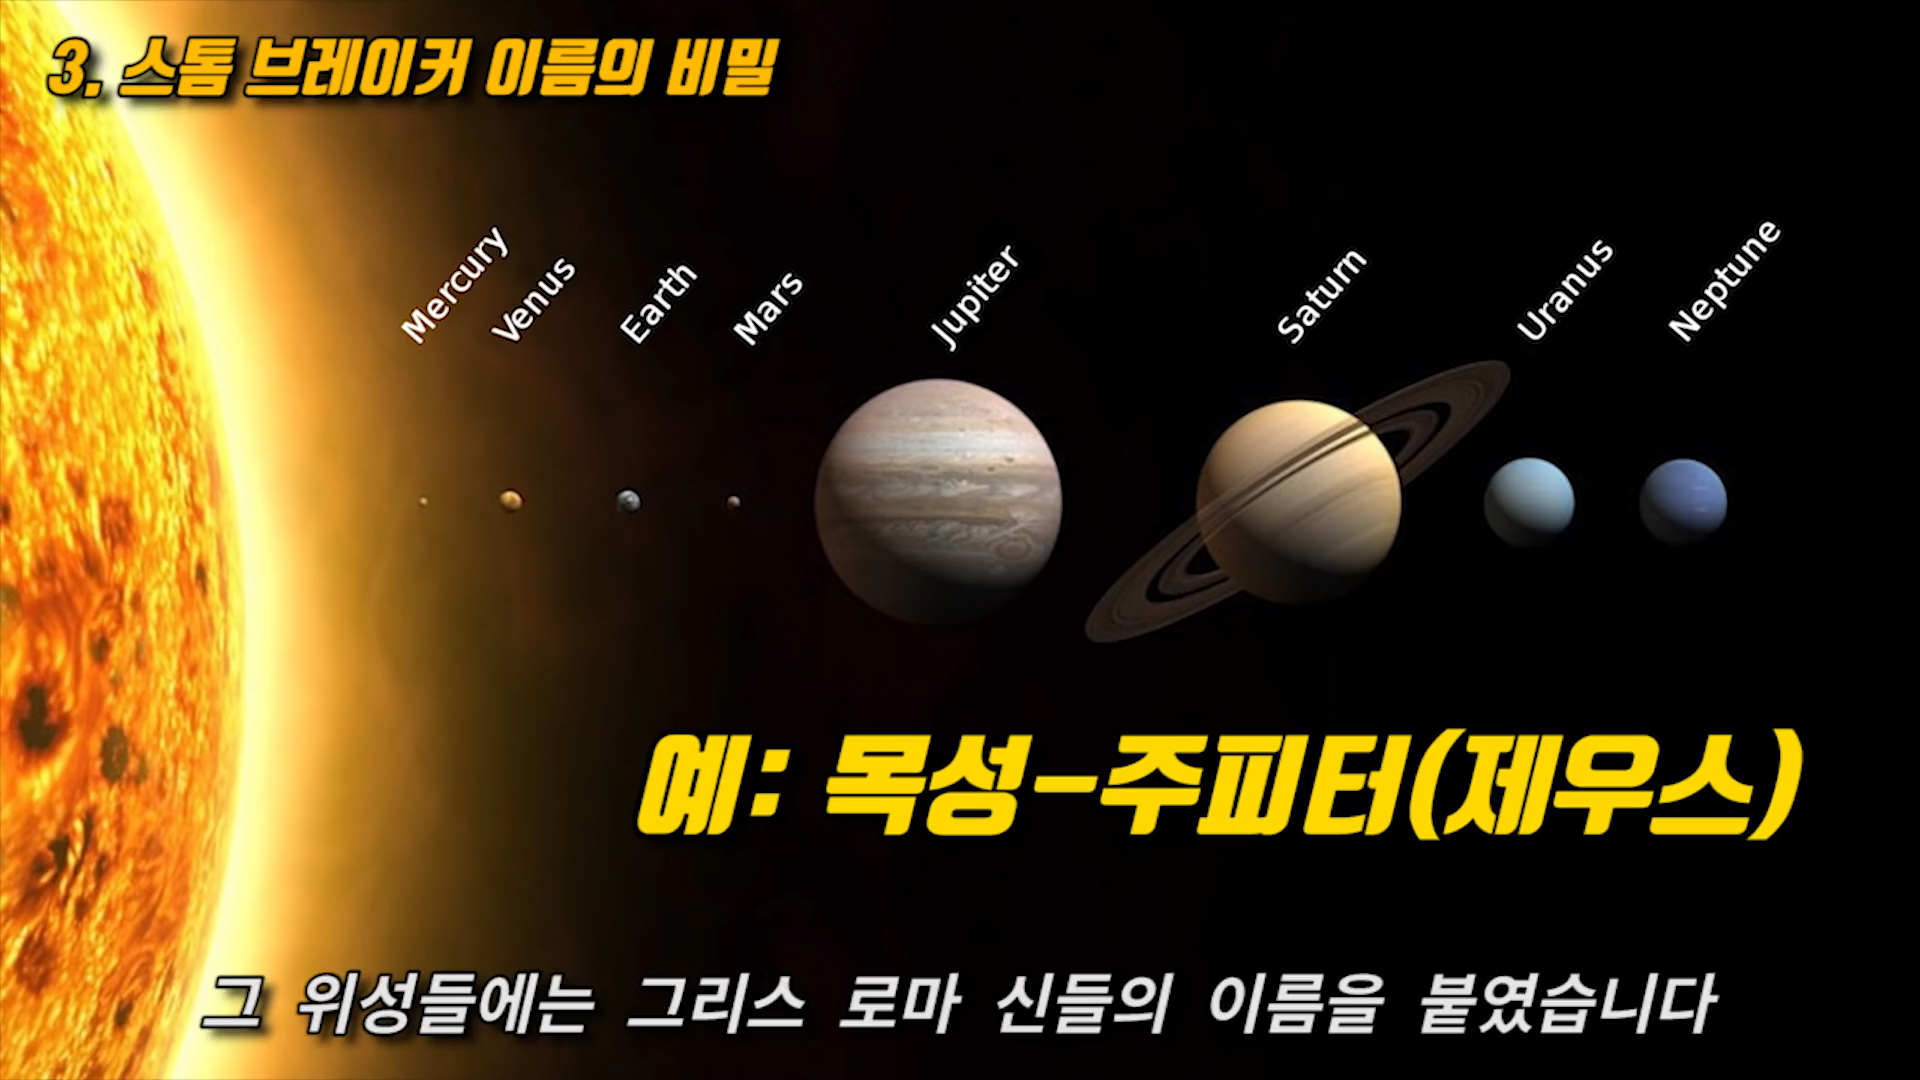 3. 스톰 브레이커 이름의 비밀
Mercury
Venus
Earth
Mars
Jupiter
Saturn
Uranus
Neptune
예: 목성-주피터(제우스)
그 위성들에는 그리스 로마 신들의 이름을 붙였습니다